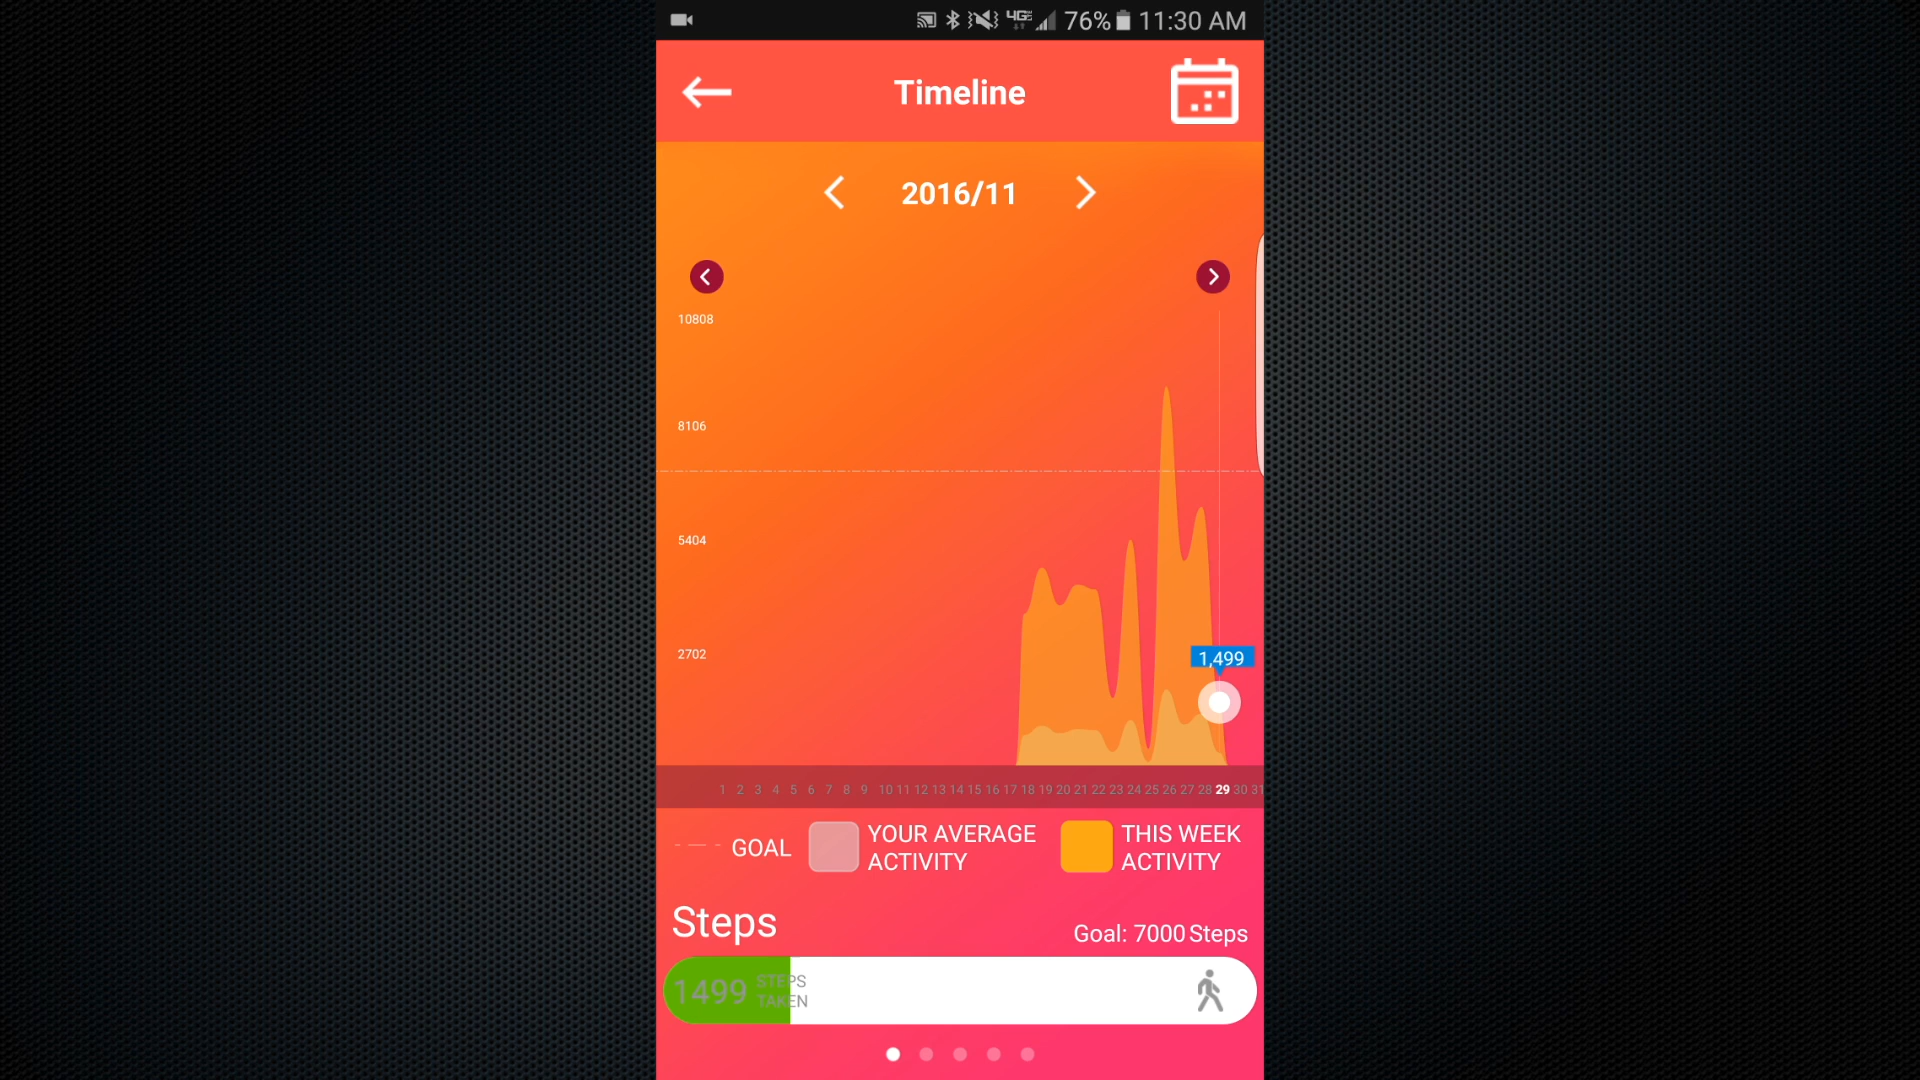 4G 76% 11:30 AM
Timeline
2016/11
10808
8106
5404
2702
1,499
1 2 3 4 5 6 7 8 9 10 11 12 13 14 15 16 17 18 19 20 21 22 23 24 25 26 27 28 29 30 31
GOAL
YOUR AVERAGE
ACTIVITY
THIS WEEK
ACTIVITY
Steps
Goal: 7000 Steps
1499
STEPS
TAKEN